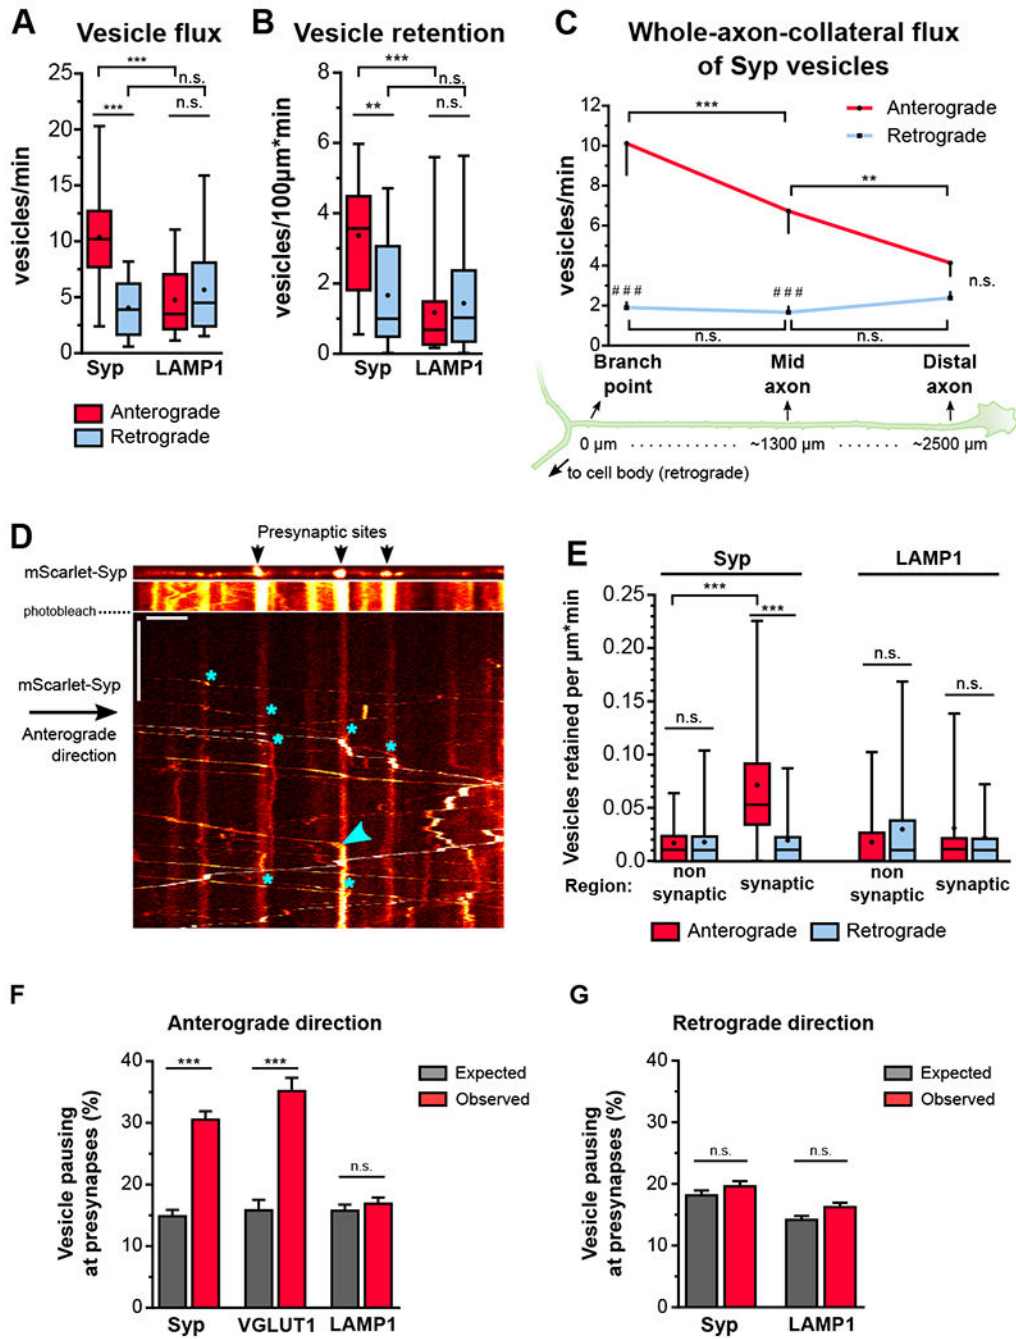 A Vesicle flux
***
n.s.
***
n.s.
25
20
15
10
5
0
vesicles/min
Syp LAMP1
Anterograde
Retrograde
B Vesicle retention
***
n.s.
**
n.s.
8
6
4
2
0
vesicles/100µm*min
Syp LAMP1
C Whole-axon-collateral flux
of Syp vesicles
Anterograde
Retrograde
***
**
n.s.
###
###
n.s.
n.s.
12
10
8
6
4
2
0
vesicles/min
Branch
point
Mid
axon
Distal
axon
0 µm . . . . . . . . . . . ~1300 µm . . . . . . . ~2500 µm
to cell body (retrograde)
D
Presynaptic sites
mScarlet-Syp
photobleach
mScarlet-Syp
Anterograde
direction
*
*
*
*
*
*
*
E
Syp LAMP1
***
***
n.s.
n.s.
n.s.
0.25
0.20
0.15
0.10
0.05
0.0
Vesicles retained per µm*min
Region:
non
synaptic
synaptic
non
synaptic
synaptic
Anterograde
Retrograde
F
Anterograde direction
***
***
n.s.
Expected
Observed
40
30
20
10
0
Vesicle pausing
at presynapses (%)
Syp VGLUT1 LAMP1
G
Retrograde direction
n.s.
n.s.
Expected
Observed
40
30
20
10
0
Vesicle pausing
at presynapses (%)
Syp LAMP1